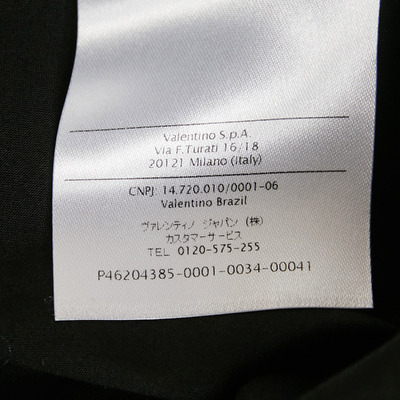 Valentino S.p.A.
Via F.Turati 16/18
20121 Milano (italy)
CNPJ: 14.720.010/0001-06
Valentino Brazil
ヴァレンティノ ジャパン (株)
カスタマーサービス
TEL 0120-575-255
P46204385-0001-0034-00041